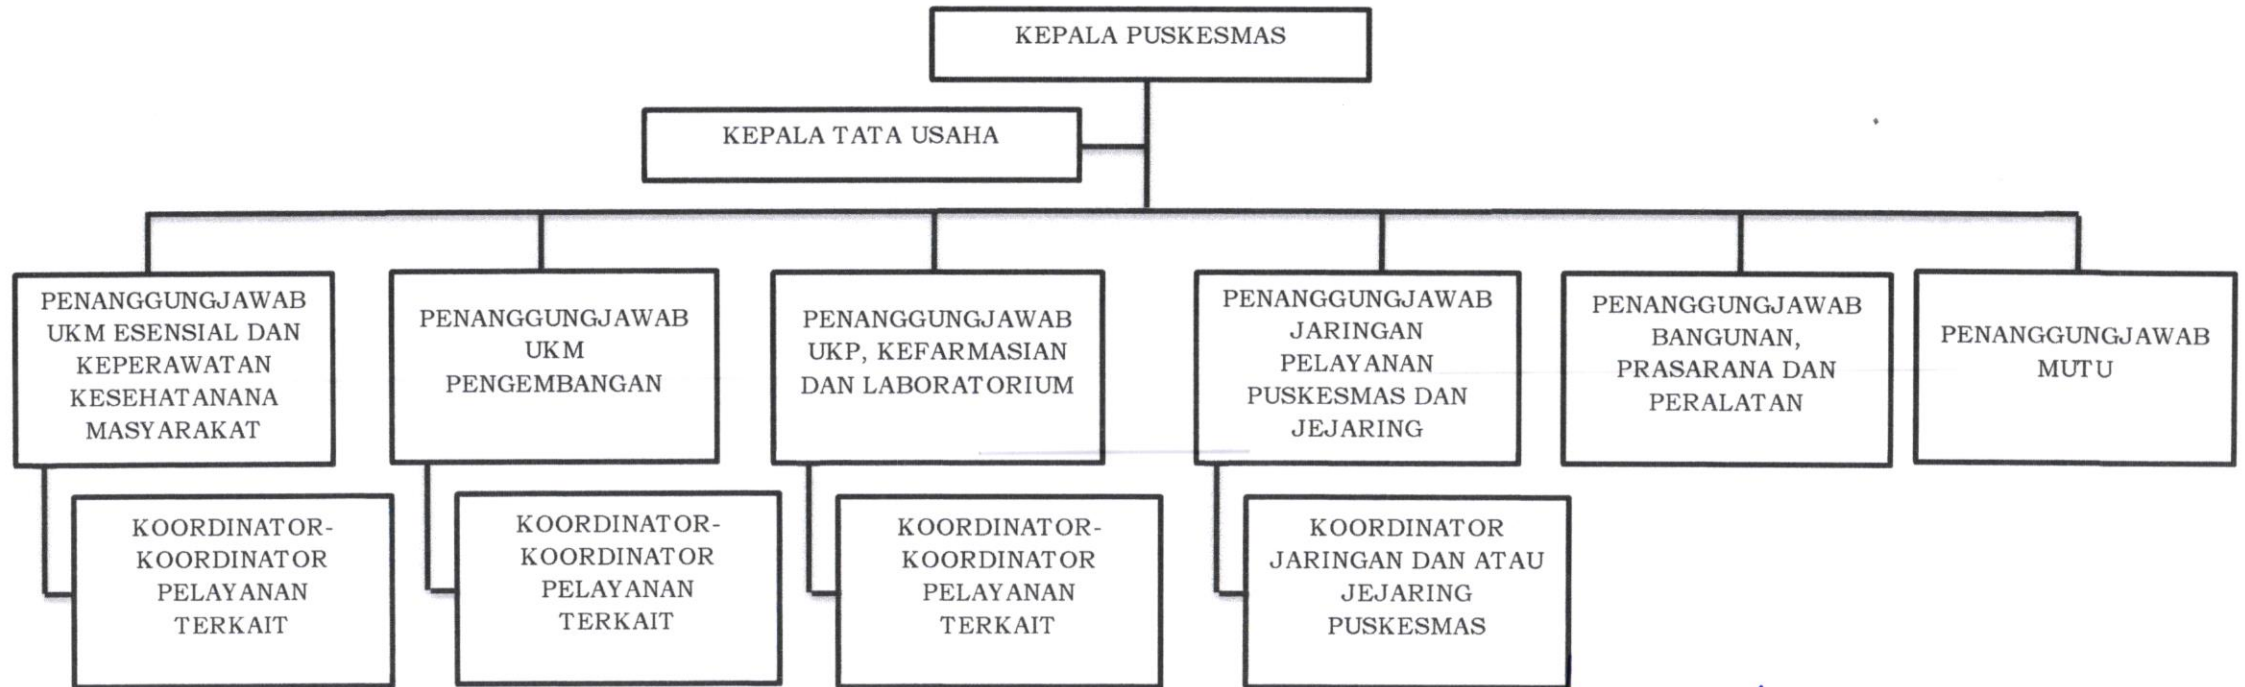 KEPALA PUSKESMAS
KEPALA TATA USAHA
PENANGGUNGJAWAB
UKM ESENSIAL DAN
KEPERAWATAN
KESEHATANANA
MASYARAKAT
PENANGGUNGJAWAB
UKM
PENGEMBANGAN
PENANGGUNGJAWAB
UKP, KEFARMASIAN
DAN LABORATORIUM
PENANGGUNGJAWAB
JARINGAN
PELAYANAN
PUSKESMAS DAN
JEJARING
PENANGGUNGJAWAB
BANGUNAN,
PRASARANA DAN
PERALATAN
PENANGGUNGJAWAB
MUTU
KOORDINATOR-
KOORDINATOR
PELAYANAN
TERKAIT
KOORDINATOR-
KOORDINATOR
PELAYANAN
TERKAIT
KOORDINATOR-
KOORDINATOR
PELAYANAN
TERKAIT
KOORDINATOR
JARINGAN DAN ATAU
JEJARING
PUSKESMAS